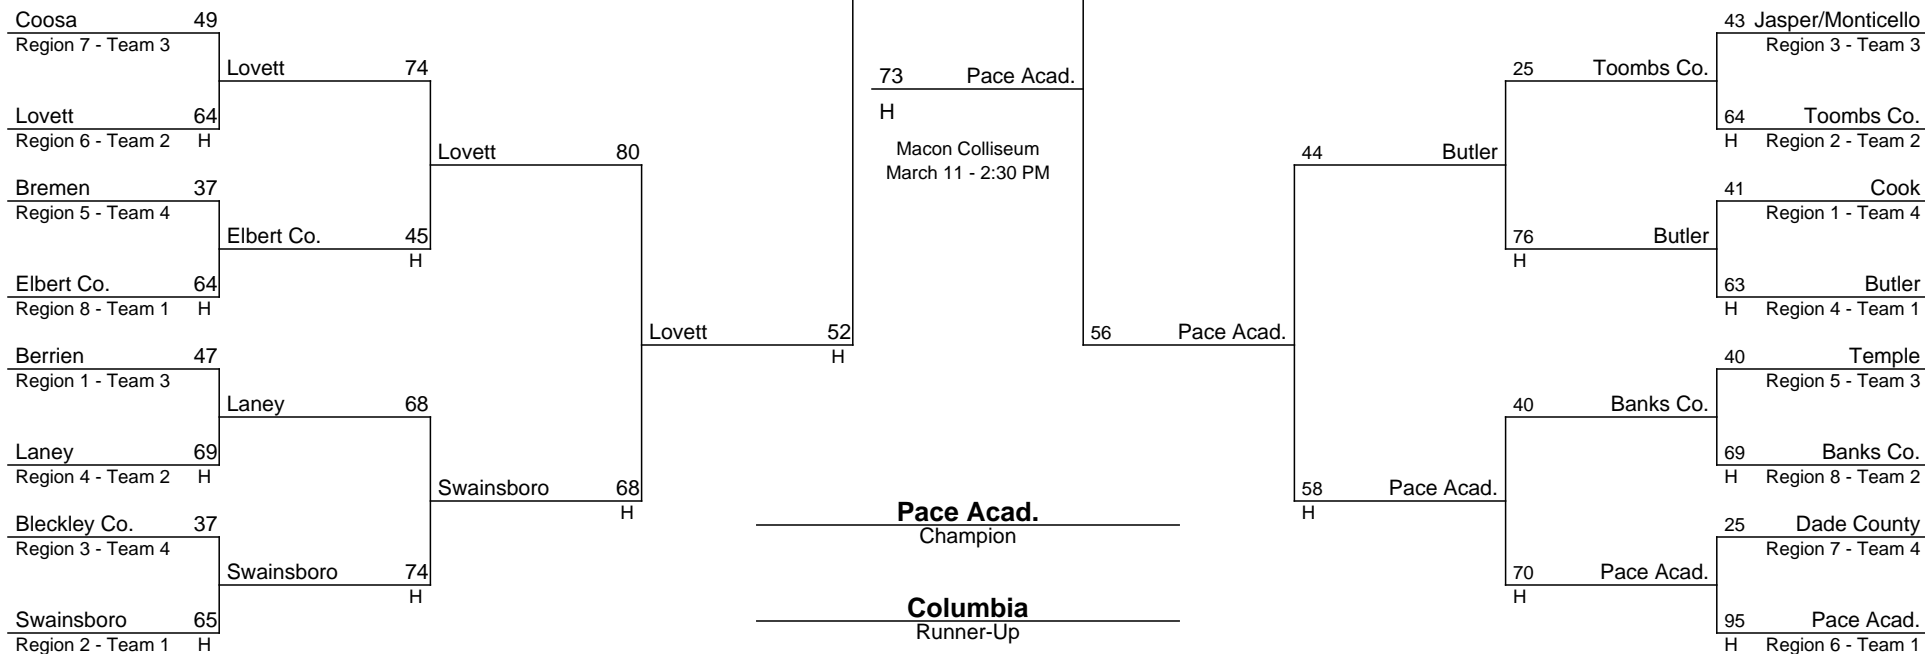 Coosa 49
Region 7 - Team 3
Lovett 74
Lovett 64
Region 6 - Team 2 H
Lovett 80
Bremen 37
Region 5 - Team 4
Elbert Co. 45
H
Elbert Co. 64
Region 8 - Team 1 H
Lovett 52
H
Berrien 47
Region 1 - Team 3
Laney 68
Laney 69
Region 4 - Team 2 H
Swainsboro 68
H
Bleckley Co. 37
Region 3 - Team 4
Swainsboro 74
H
Swainsboro 65
Region 2 - Team 1 H
73 Pace Acad.
H
Macon Colliseum
March 11 - 2:30 PM
Pace Acad.
Champion
Columbia
Runner-Up
43 Jasper/Monticello
Region 3 - Team 3
25 Toombs Co.
64 Toombs Co.
H Region 2 - Team 2
44 Butler
41 Cook
Region 1 - Team 4
76 Butler
H
63 Butler
H Region 4 - Team 1
56 Pace Acad.
40 Temple
Region 5 - Team 3
40 Banks Co.
69 Banks Co.
H Region 8 - Team 2
58 Pace Acad.
H
25 Dade County
Region 7 - Team 4
70 Pace Acad.
H
95 Pace Acad.
H Region 6 - Team 1